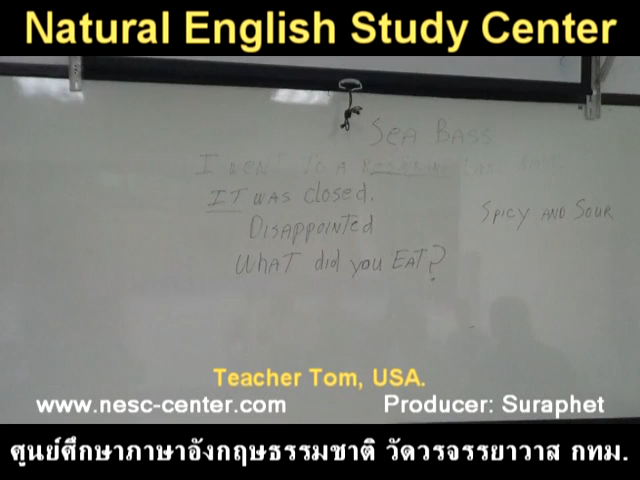 Natural English Study Center
SEA BASS
I WENT TO A RESTAURANT LAST NIGHT
IT WAS Closed.
SPICY AND SOUR
DISAPPOINTEd
WHAT did you EAT?
Teacher Tom, USA.
www.nesc-center.com
Producer: Suraphet
ศูนย์ศึกษาภาษาอังกฤษธรรมชาติ วัดวรจรรยาวาส กทม.